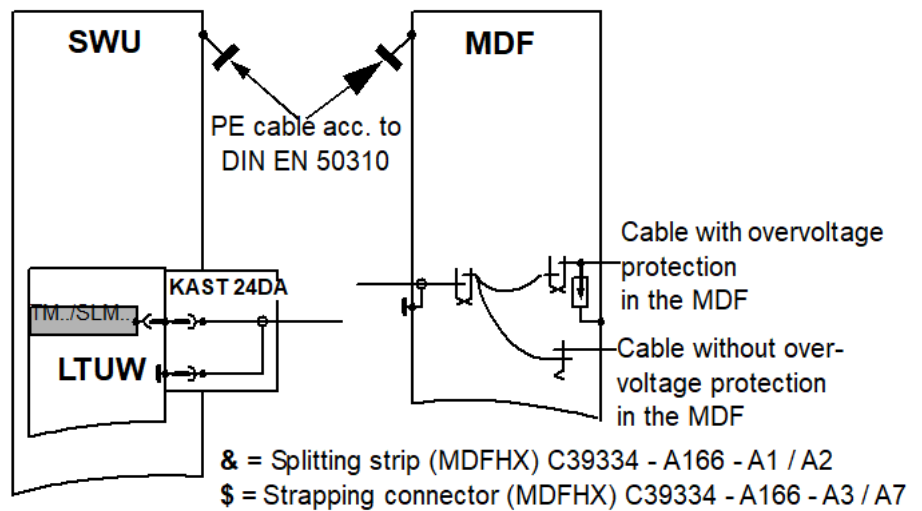 SWU
MDF
PE cable acc. to
DIN EN 50310
KAST 24DA
TM../SLM..
LTUW
Cable with overvoltage
protection
in the MDF
Cable without over-
voltage protection
in the MDF
& = Splitting strip (MDFHX) C39334 - A166 - A1 / A2
$ = Strapping connector (MDFHX) C39334 - A166 - A3 / A7